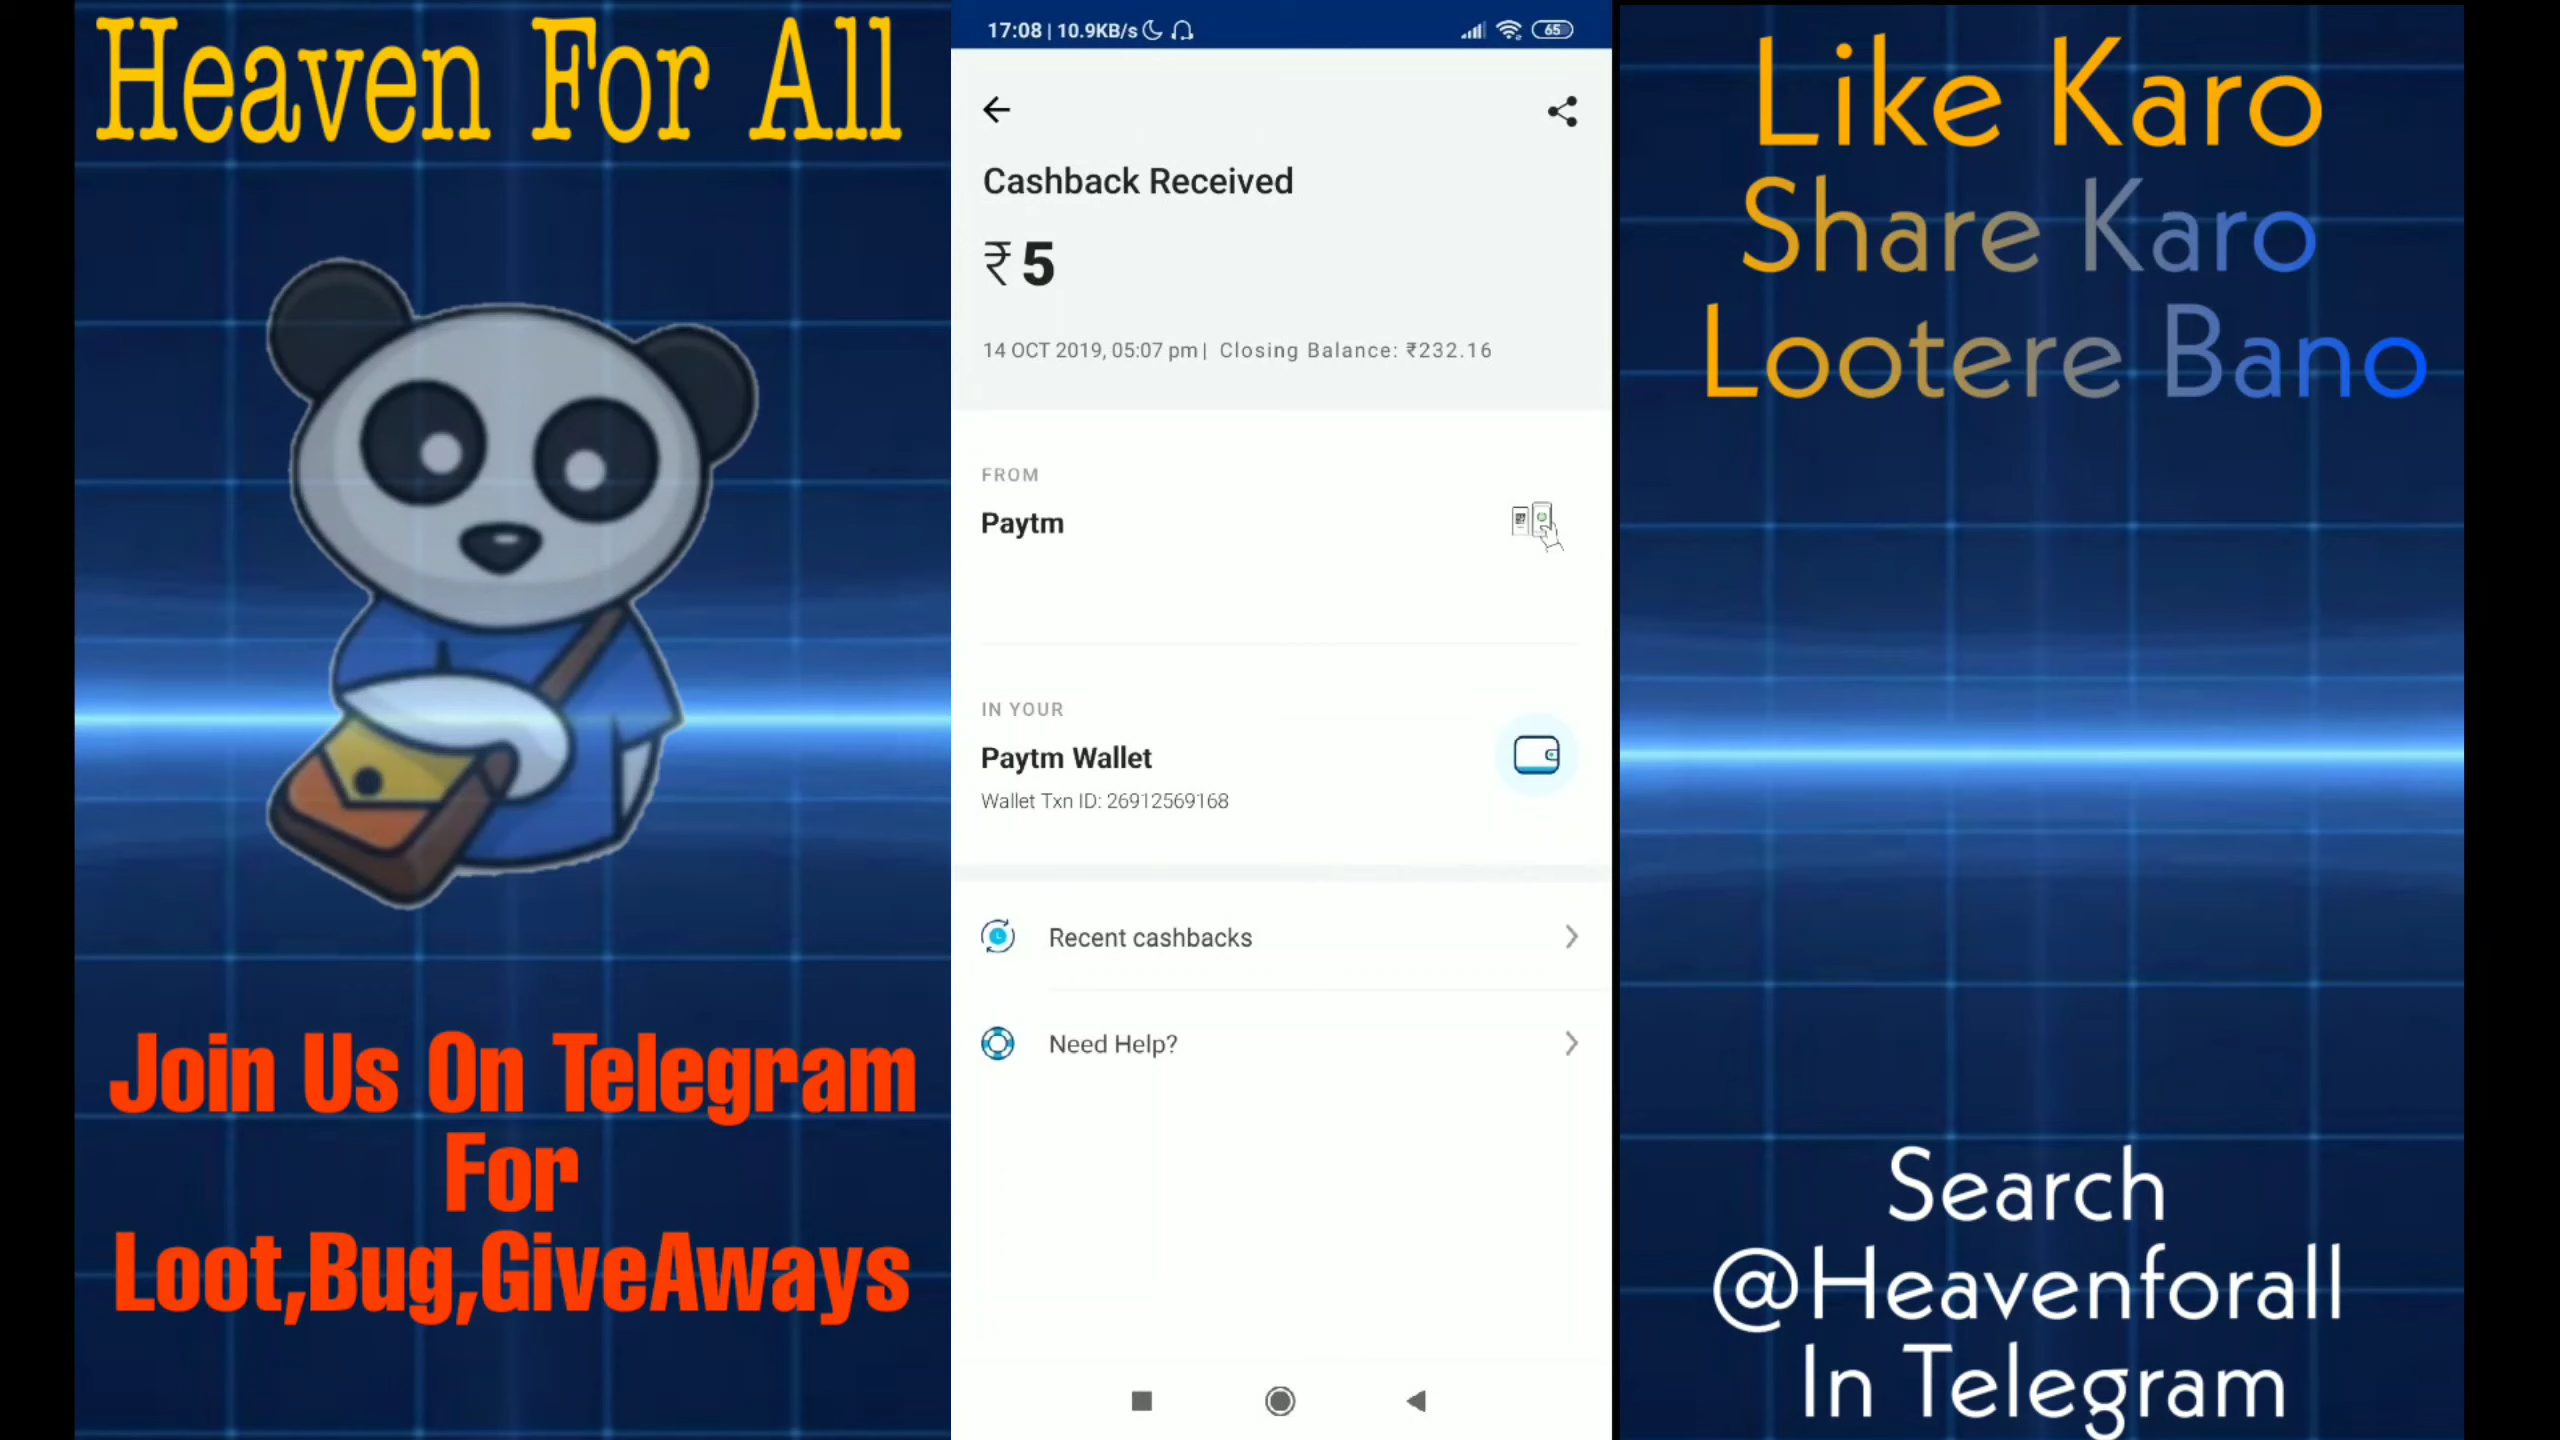 Heaven For All
Join Us On Telegram
For
Loot,Bug,GiveAways
17:08 | 10.9KB/s
65
Cashback Received
₹ 5
14 OCT 2019, 05:07 pm | Closing Balance: ₹232.16
FROM
Paytm
IN YOUR
Paytm Wallet
Wallet Txn ID: 26912569168
Recent cashbacks
Need Help?
Like Karo
Share Karo
Lootere Bano
Search
@Heavenforall
In Telegram